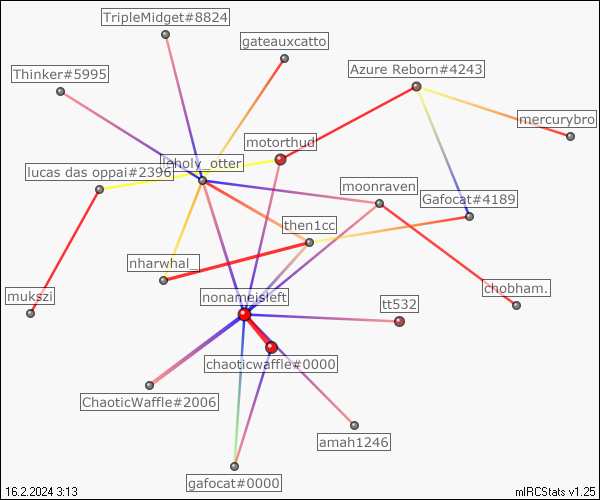 TripleMidget#8824
gateauxcatto
Thinker#5995
Azure Reborn#4243
mercurybro
motorthud
lucas das oppai#2396
moonraven
Gafocat#4189
then1cc
nharwhal_
mukszi
nonameisleft
chobham.
tt532
chaoticwaffle#0000
ChaoticWaffle#2006
amah1246
gafocat#0000
16.2.2024 3:13
mIRCStats v1.25